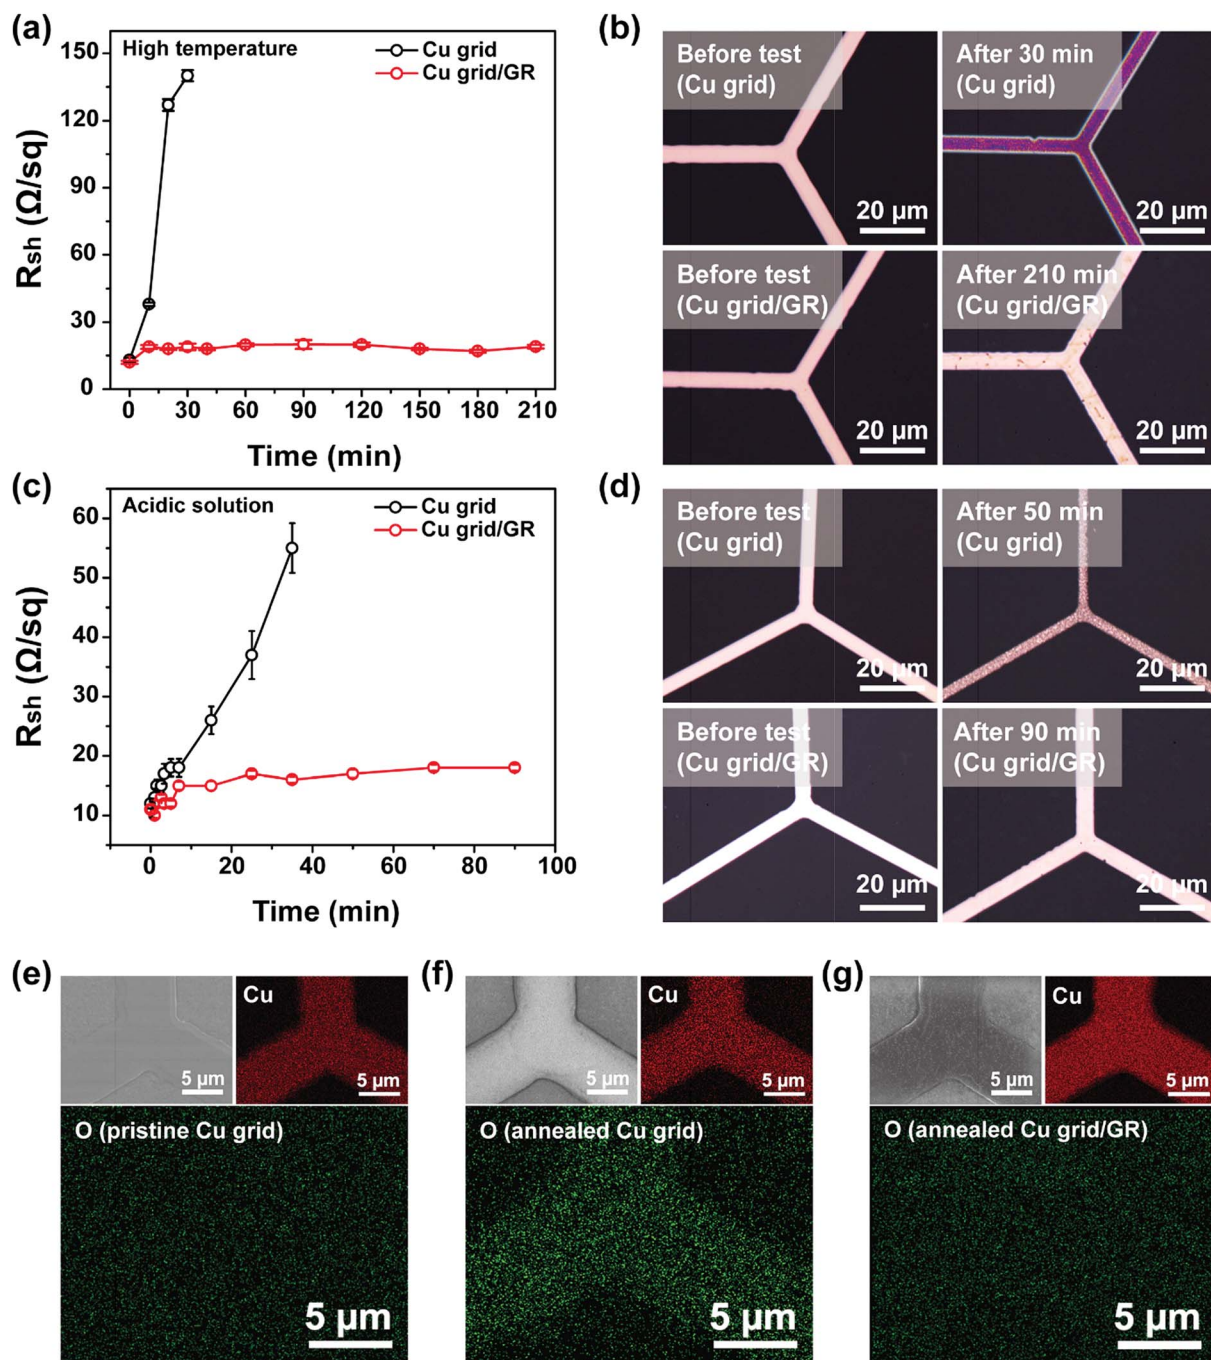 (a)
High temperature
Cu grid
Cu grid/GR
150
120
90
60
30
0
Rsh (Ω/sq)
0 30 60 90 120 150 180 210
Time (min)
(b)
Before test
(Cu grid)
20 µm
After 30 min
(Cu grid)
20 µm
Before test
(Cu grid/GR)
20 µm
After 210 min
(Cu grid/GR)
20 µm
(c)
Acidic solution
Cu grid
Cu grid/GR
60
50
40
30
20
10
Rsh (Ω/sq)
0 20 40 60 80 100
Time (min)
(d)
Before test
(Cu grid)
20 µm
After 50 min
(Cu grid)
20 µm
Before test
(Cu grid/GR)
20 µm
After 90 min
(Cu grid/GR)
20 µm
(e)
5 µm
Cu
5 µm
O (pristine Cu grid)
5 µm
(f)
5 µm
Cu
5 µm
O (annealed Cu grid)
5 µm
(g)
5 µm
Cu
5 µm
O (annealed Cu grid/GR)
5 µm